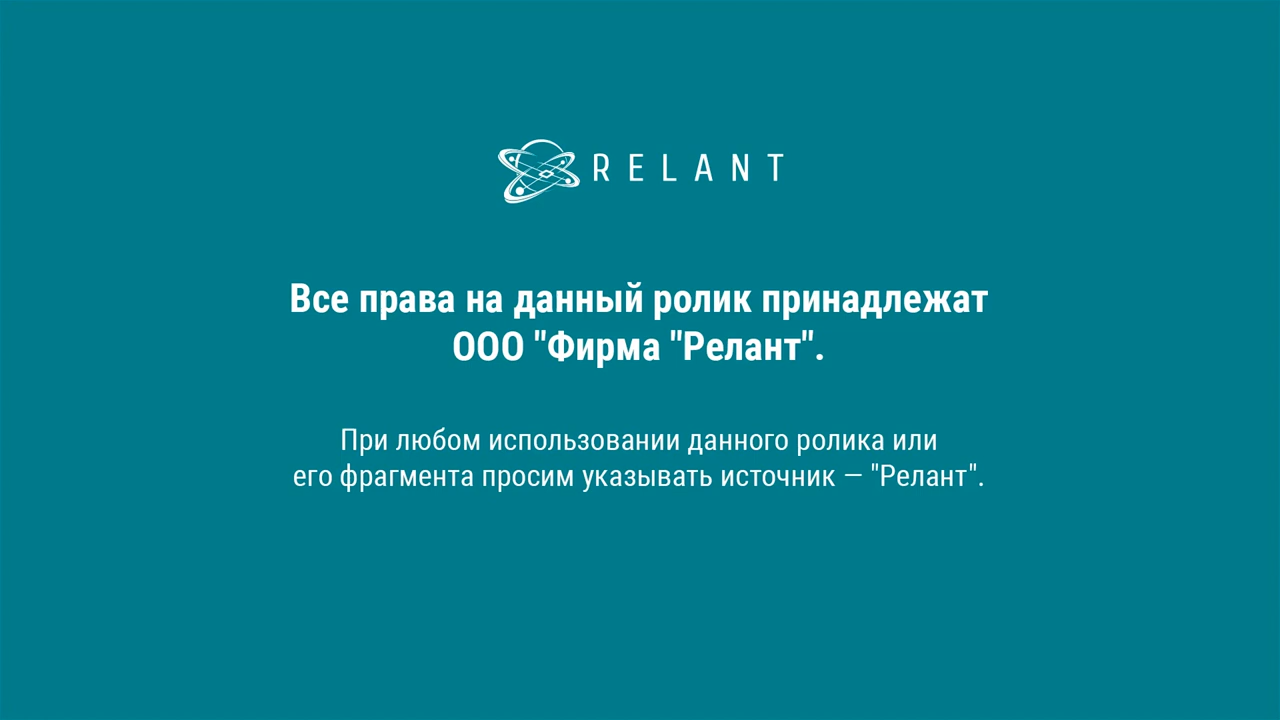 RELANT
Все права на данный ролик принадлежат
ООО "Фирма "Релант".
При любом использовании данного ролика или
его фрагмента просим указывать источник — "Релант".